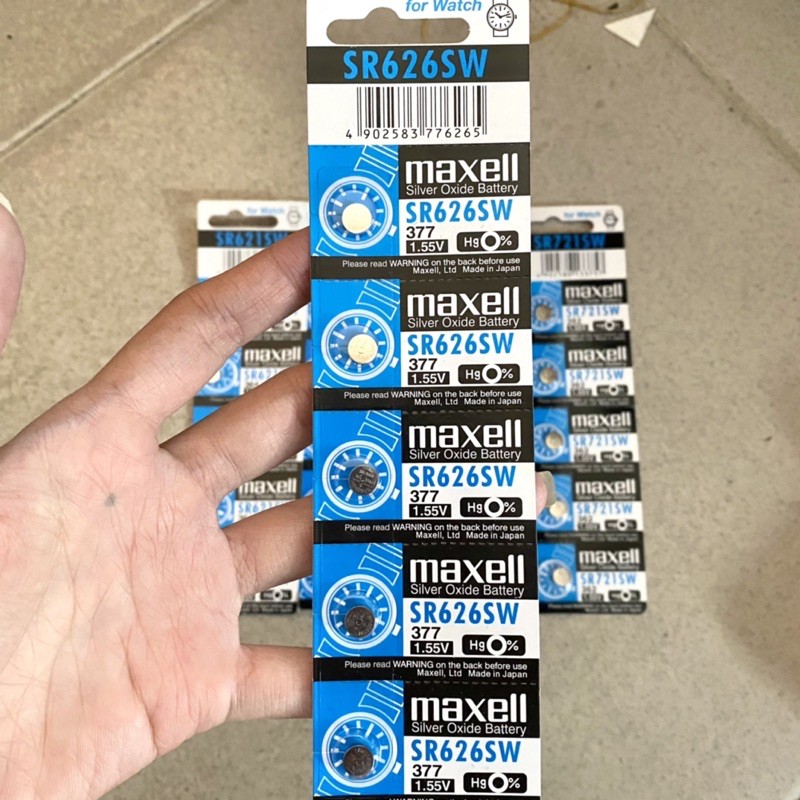 for Watch
SR626SW
4 902583 776265
maxell
Silver Oxide Battery
SR626SW
377
1.55V Hg 0%
Please read WARNING on the back before use
Maxell, Ltd Made in Japan
maxell
Silver Oxide Battery
SR626SW
377
1.55V Hg 0%
Please read WARNING on the back before use
Maxell, Ltd Made in Japan
maxell
Silver Oxide Battery
SR626SW
377
1.55V Hg 0%
Please read WARNING on the back before use
Maxell, Ltd Made in Japan
maxell
Silver Oxide Battery
SR626SW
377
1.55V Hg 0%
Please read WARNING on the back before use
Maxell, Ltd Made in Japan
maxell
Silver Oxide Battery
SR626SW
377
1.55V Hg 0%
for Watch
SR621SW
maxell
maxell
for Watch
SR721SW
maxell
SR721SW
maxell
SR721SW
maxell
SR721SW
maxell
SR721SW
maxell
SR721SW